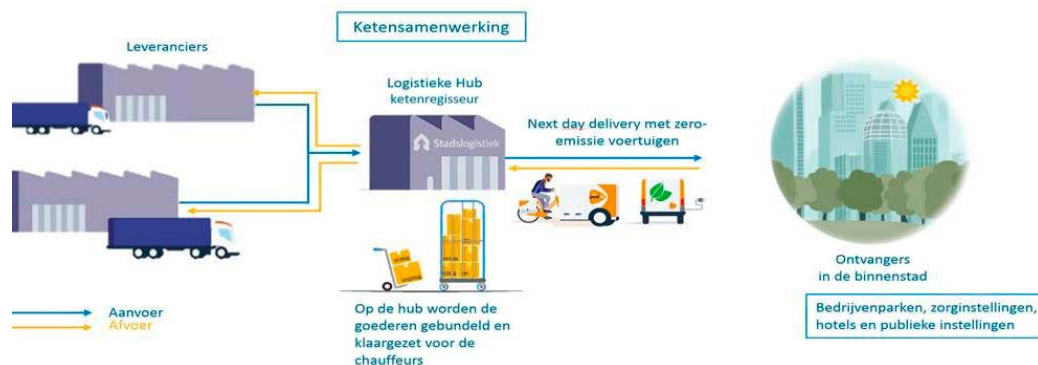 Ketensamenwerking
Leveranciers
Logistieke Hub
ketenregisseur
Stadslogistiek
Next day delivery met zero-
emissie voertuigen
Ontvangers
in de binnenstad
Bedrijvenparken, zorginstellingen,
hotels en publieke instellingen
Op de hub worden de
goederen gebundeld en
klaargezet voor de
chauffeurs
Aanvoer
Afvoer